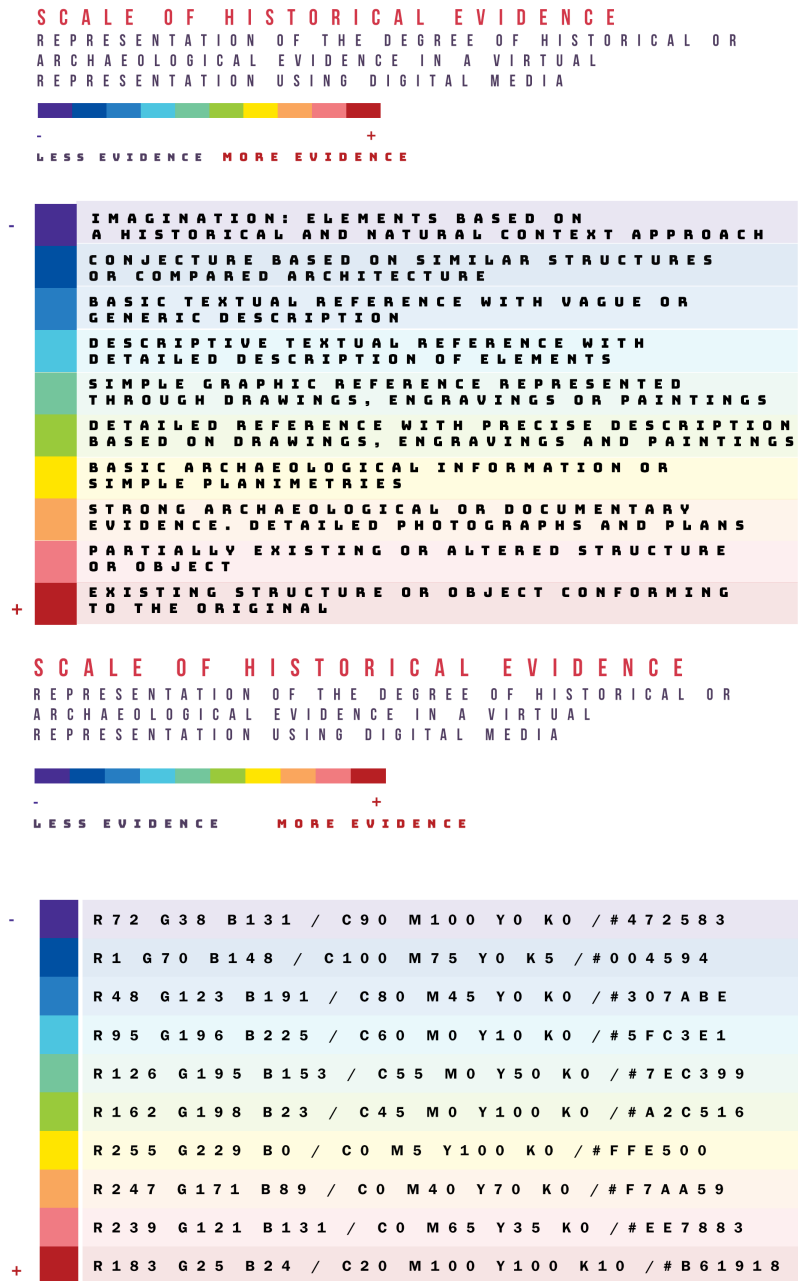 SCALE OF HISTORICAL EVIDENCE
REPRESENTATION OF THE DEGREE OF HISTORICAL OR
ARCHAEOLOGICAL EVIDENCE IN A VIRTUAL
REPRESENTATION USING DIGITAL MEDIA
- +
LESS EVIDENCE MORE EVIDENCE
-
IMAGINATION: ELEMENTS BASED ON
A HISTORICAL AND NATURAL CONTEXT APPROACH
CONJECTURE BASED ON SIMILAR STRUCTURES
OR COMPARED ARCHITECTURE
BASIC TEXTUAL REFERENCE WITH VAGUE OR
GENERIC DESCRIPTION
DESCRIPTIVE TEXTUAL REFERENCE WITH
DETAILED DESCRIPTION OF ELEMENTS
SIMPLE GRAPHIC REFERENCE REPRESENTED
THROUGH DRAWINGS, ENGRAVINGS OR PAINTINGS
DETAILED REFERENCE WITH PRECISE DESCRIPTION
BASED ON DRAWINGS, ENGRAVINGS AND PAINTINGS
BASIC ARCHAEOLOGICAL INFORMATION OR
SIMPLE PLANIMETRIES
STRONG ARCHAEOLOGICAL OR DOCUMENTARY
EVIDENCE. DETAILED PHOTOGRAPHS AND PLANS
PARTIALLY EXISTING OR ALTERED STRUCTURE
OR OBJECT
EXISTING STRUCTURE OR OBJECT CONFORMING
+ TO THE ORIGINAL
SCALE OF HISTORICAL EVIDENCE
REPRESENTATION OF THE DEGREE OF HISTORICAL OR
ARCHAEOLOGICAL EVIDENCE IN A VIRTUAL
REPRESENTATION USING DIGITAL MEDIA
- +
LESS EVIDENCE MORE EVIDENCE
- R72 G38 B131 / C90 M100 Y0 K0 /#472583
R1 G70 B148 / C100 M75 Y0 K5 /#004594
R48 G123 B191 / C80 M45 Y0 K0 /#307ABE
R95 G196 B225 / C60 M0 Y10 K0 /#5FC3E1
R126 G195 B153 / C55 M0 Y50 K0 /#7EC399
R162 G198 B23 / C45 M0 Y100 K0 /#A2C516
R255 G229 B0 / C0 M5 Y100 K0 /#FFE500
R247 G171 B89 / C0 M40 Y70 K0 /#F7AA59
R239 G121 B131 / C0 M65 Y35 K0 /#EE7883
+ R183 G25 B24 / C20 M100 Y100 K10 /#B61918